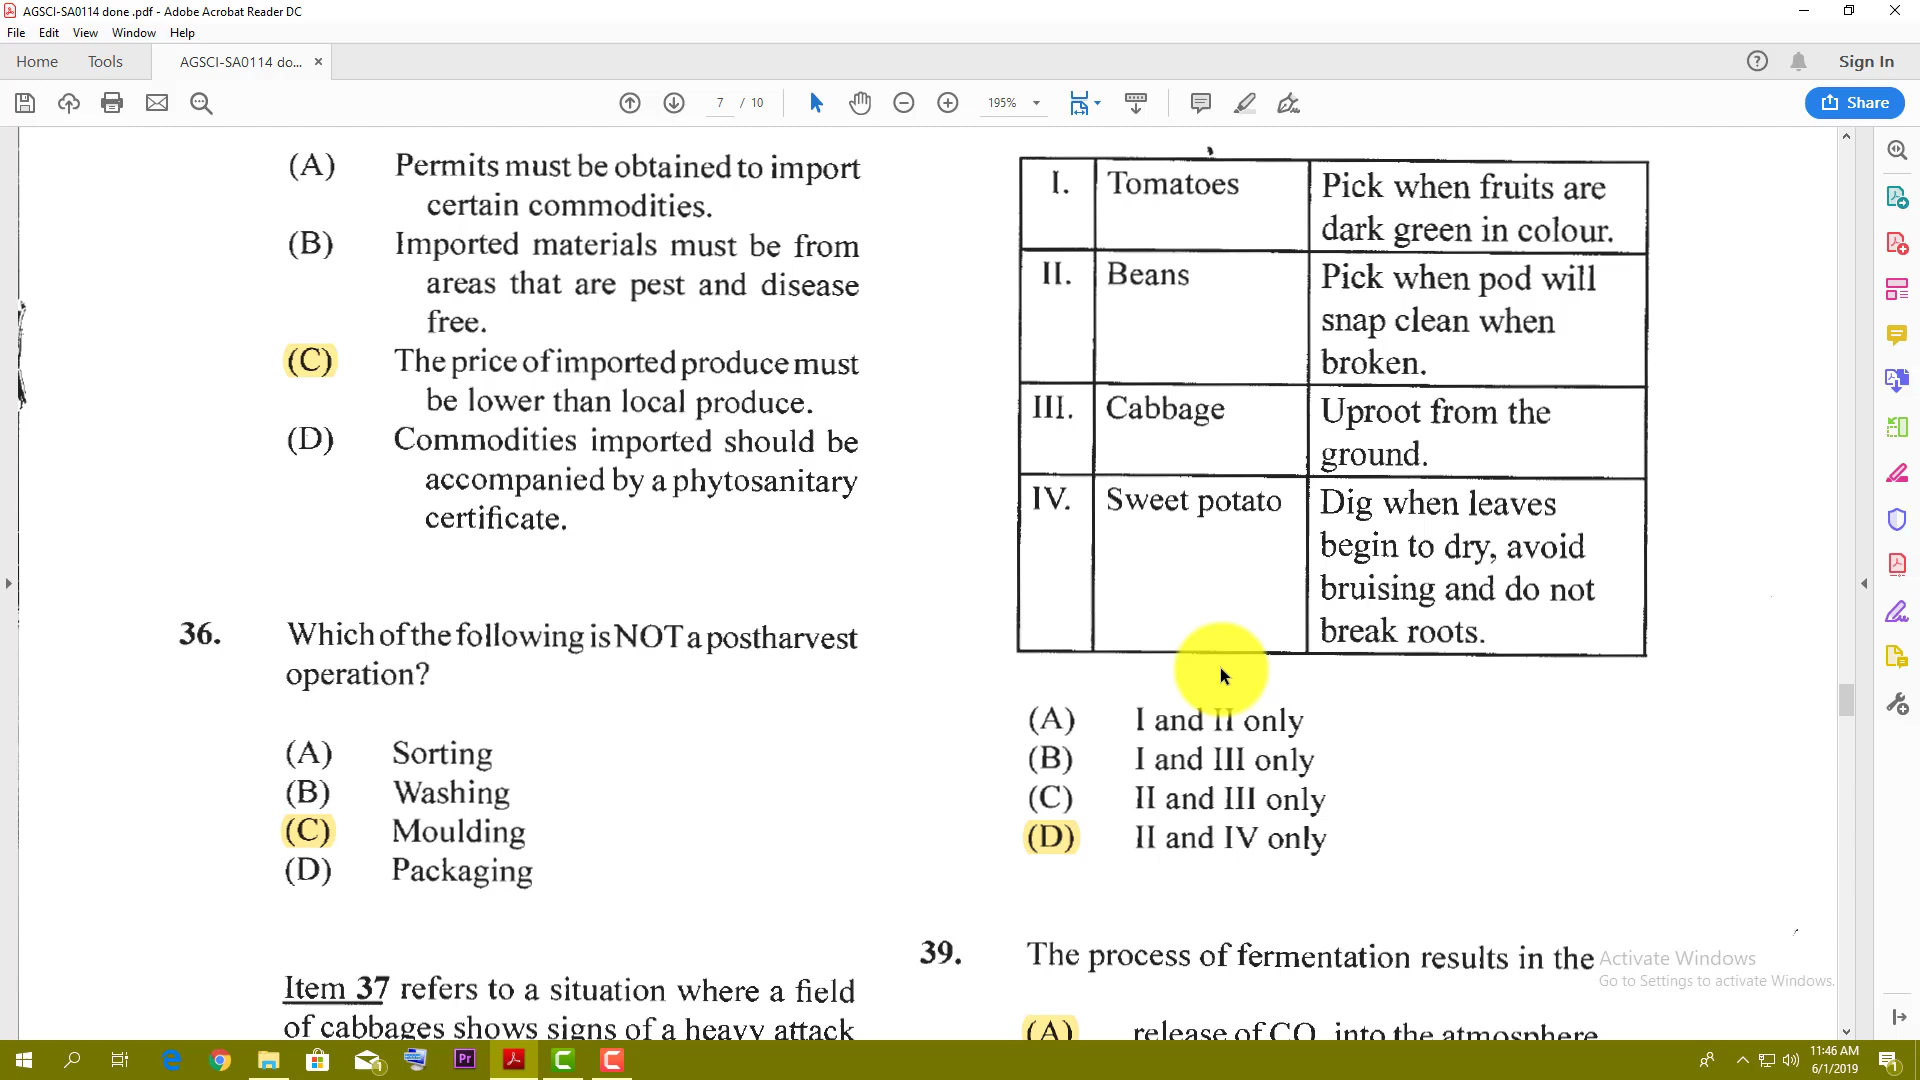 AGSCI-SA0114 done .pdf - Adobe Acrobat Reader DC
File Edit View Window Help
Home Tools AGSCI-SA0114 do... × Sign In
7 / 10 195% Share
(A) Permits must be obtained to import
certain commodities.
(B) Imported materials must be from
areas that are pest and disease
free.
(C) The price of imported produce must
be lower than local produce.
(D) Commodities imported should be
accompanied by a phytosanitary
certificate.
36. Which of the following is NOT a postharvest
operation?
(A) Sorting
(B) Washing
(C) Moulding
(D) Packaging
Item 37 refers to a situation where a field
of cabbages shows signs of a heavy attack
I. Tomatoes Pick when fruits are
dark green in colour.
II. Beans Pick when pod will
snap clean when
broken.
III. Cabbage Uproot from the
ground.
IV. Sweet potato Dig when leaves
begin to dry, avoid
bruising and do not
break roots.
(A) I and II only
(B) I and III only
(C) II and III only
(D) II and IV only
39. The process of fermentation results in the
(A) release of CO into the atmosphere
Activate Windows
Go to Settings to activate Windows.
Pr
11:46 AM
6/1/2019